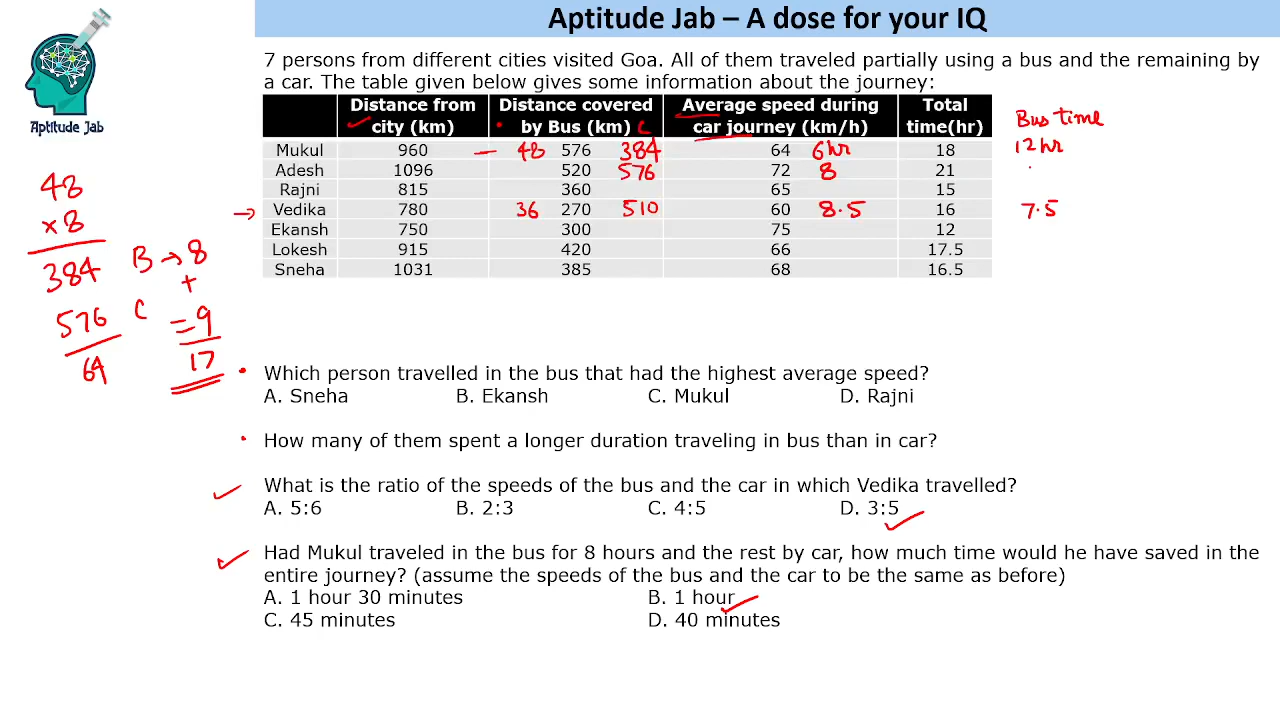 Aptitude Jab – A dose for your IQ
Aptitude Jab
7 persons from different cities visited Goa. All of them traveled partially using a bus and the remaining by
a car. The table given below gives some information about the journey:
Distance from city (km) Distance covered by Bus (km) C Average speed during car journey (km/h) Total time(hr) Bus time
Mukul 960 48 576 384 64 6hr 18 12 hr
Adesh 1096 520 576 72 8 21
Rajni 815 360 65 15
Vedika 780 36 270 510 60 8.5 16 7.5
Ekansh 750 300 75 12
Lokesh 915 420 66 17.5
Sneha 1031 385 68 16.5
48
x 8
384
576
64
B → 8
+
C = 9
17
Which person travelled in the bus that had the highest average speed?
A. Sneha B. Ekansh C. Mukul D. Rajni
How many of them spent a longer duration traveling in bus than in car?
What is the ratio of the speeds of the bus and the car in which Vedika travelled?
A. 5:6 B. 2:3 C. 4:5 D. 3:5
Had Mukul traveled in the bus for 8 hours and the rest by car, how much time would he have saved in the
entire journey? (assume the speeds of the bus and the car to be the same as before)
A. 1 hour 30 minutes B. 1 hour
C. 45 minutes D. 40 minutes